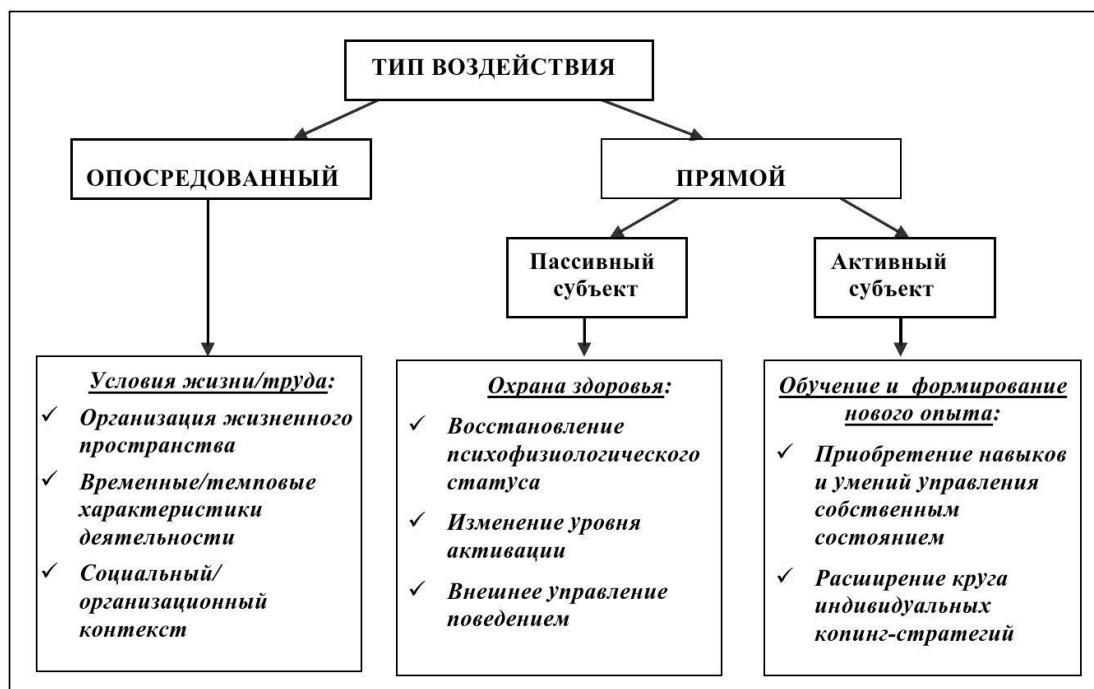 ТИП ВОЗДЕЙСТВИЯ
ОПОСРЕДОВАННЫЙ
ПРЯМОЙ
Пассивный
субъект
Активный
субъект
Условия жизни/труда:
✓ Организация жизненного
пространства
✓ Временные/темповые
характеристики
деятельности
✓ Социальный/
организационный
контекст
Охрана здоровья:
✓ Восстановление
психофизиологического
статуса
✓ Изменение уровня
активации
✓ Внешнее управление
поведением
Обучение и формирование
нового опыта:
✓ Приобретение навыков
и умений управления
собственным
состоянием
✓ Расширение круга
индивидуальных
копинг-стратегий